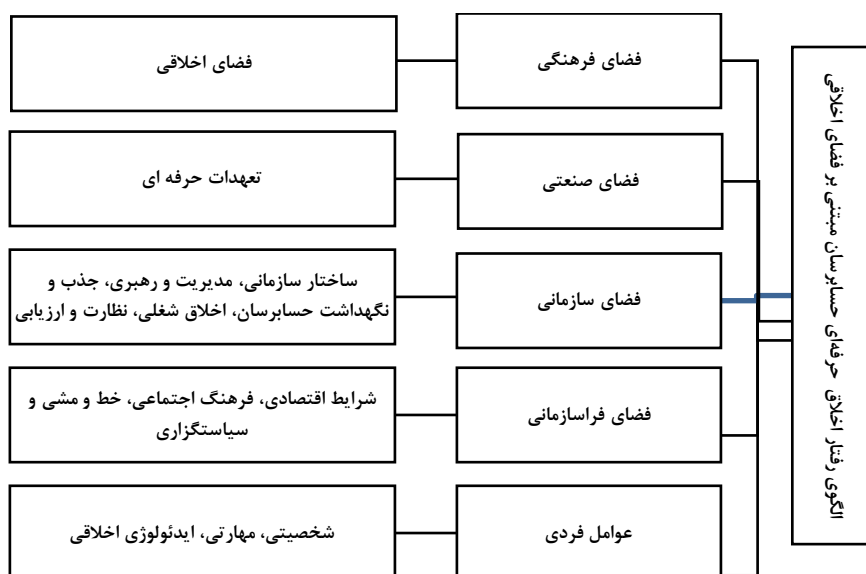 الگوی رفتار اخلاق حرفه‌ای حسابرسان مبتنی بر فضای اخلاقی
فضای فرهنگی
فضای اخلاقی
فضای صنعتی
تعهدات حرفه ای
فضای سازمانی
ساختار سازمانی، مدیریت و رهبری، جذب و
نگهداشت حسابرسان، اخلاق شغلی، نظارت و ارزیابی
فضای فراسازمانی
شرایط اقتصادی، فرهنگ اجتماعی، خط و مشی و
سیاستگزاری
عوامل فردی
شخصیتی، مهارتی، ایدئولوژی اخلاقی